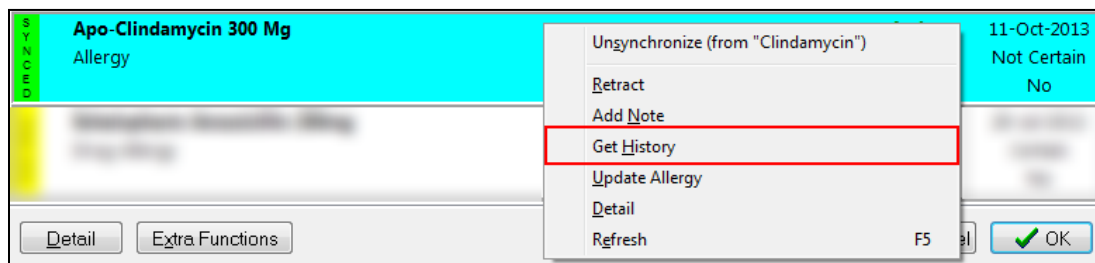 SYNCED
Apo-Clindamycin 300 Mg
Allergy
11-Oct-2013
Not Certain
No
Unsynchronize (from "Clindamycin")
Retract
Add Note
Get History
Update Allergy
Detail
Refresh F5
Detail
Extra Functions
OK